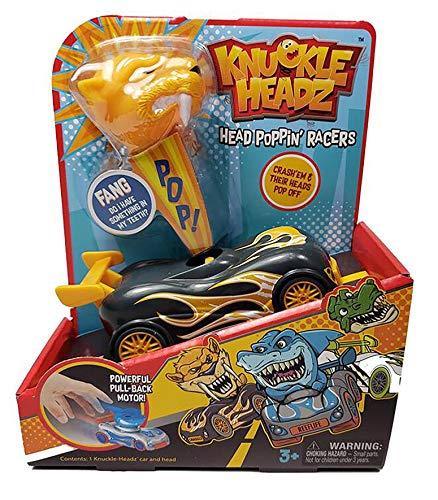 KNUCKLE
HEADZ
TM
HEAD POPPIN' RACERS
CRASH 'EM &
THEIR HEADS
POP OFF
FANG
DO I HAVE
SOMETHING IN
MY TEETH?
POP!
POWERFUL
PULL-BACK
MOTOR!
REEFLIFE
Contents: 1 Knuckle-Headz car and head
3+
WARNING:
CHOKING HAZARD — Small parts.
Not for children under 3 years.